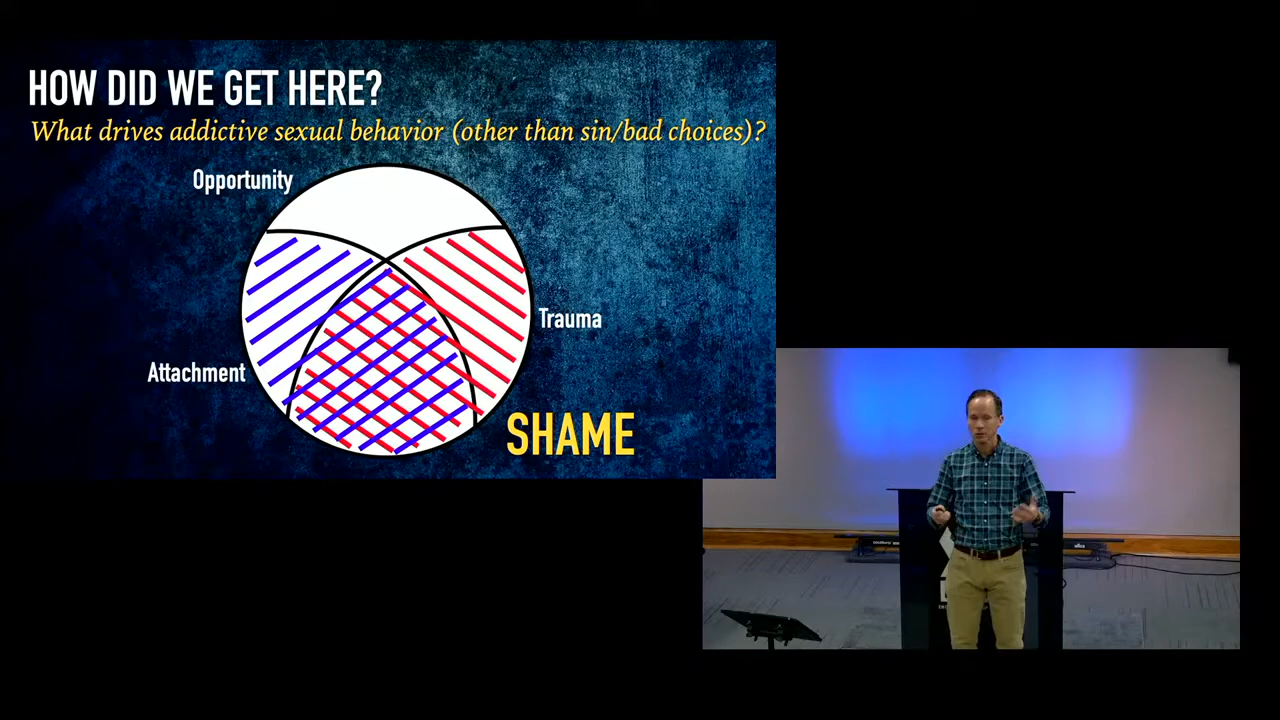 HOW DID WE GET HERE?
What drives addictive sexual behavior (other than sin/bad choices)?
Opportunity
Trauma
Attachment
SHAME